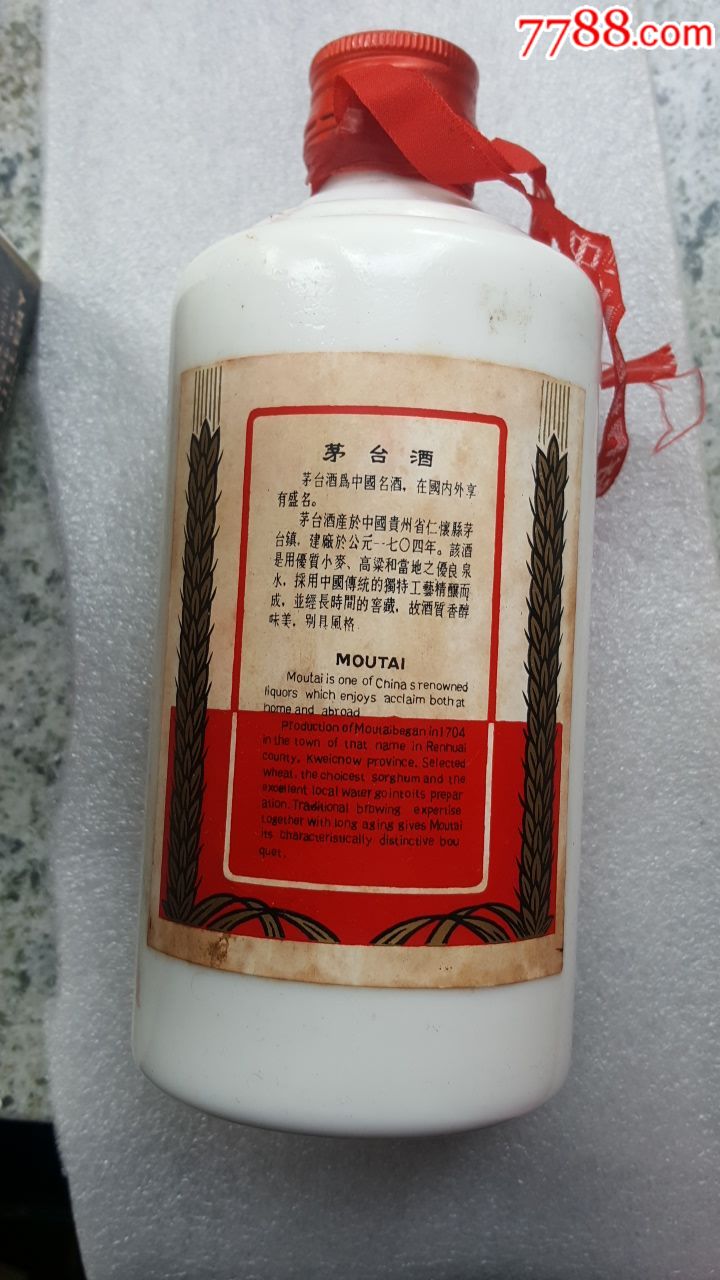 7788.com
中
茅台酒
茅台酒爲中國名酒，在國内外享
有盛名。
茅台酒産於中國貴州省仁懷縣茅
台鎮，建廠於公元一七〇四年。該酒
是用優質小麥、高粱和當地之優良泉
水，採用中國傳統的獨特工藝精釀而
成，並經長時間的窖藏，故酒質香醇
味美，别具風格
MOUTAI
Moutai is one of China s renowned
liquors which enjoys acclaim both at
home and abroad
Production of Moutai began in 1704
in the town of that name in Renhuai
county, Kweichow province. Selected
wheat, the choicest sorghum and the
excellent local water go into its prepar
ation. Traditional browing expertise
together with long aging gives Moutai
its characteristically distinctive bou
quet.